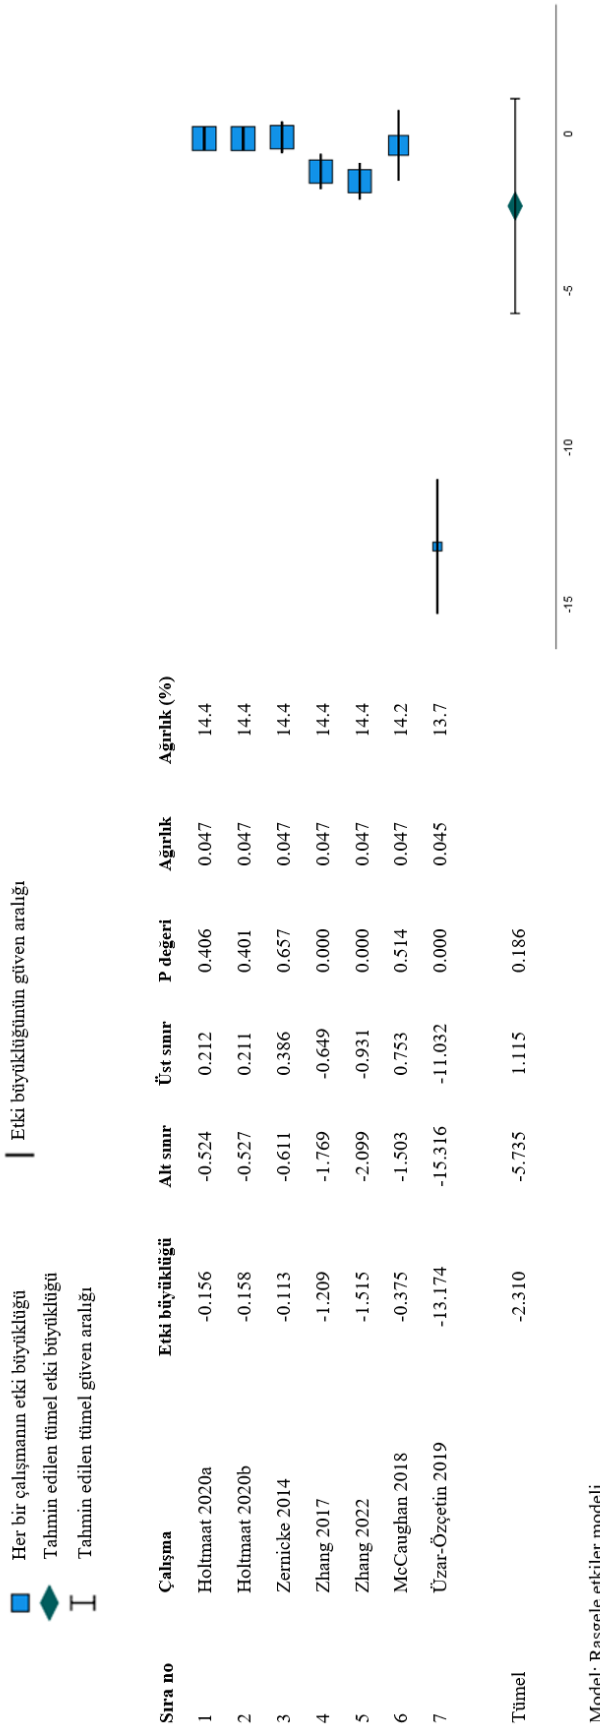 Her bir çalışmanın etki büyüklüğü
Etki büyüklüğünün güven aralığı
Tahmin edilen tümel etki büyüklüğü
Tahmin edilen tümel güven aralığı
Sıra no Çalışma Etki büyüklüğü Alt sınır Üst sınır P değeri Ağırlık Ağırlık (%)
1 Holtmaat 2020a -0.156 -0.524 0.212 0.406 0.047 14.4
2 Holtmaat 2020b -0.158 -0.527 0.211 0.401 0.047 14.4
3 Zernicke 2014 -0.113 -0.611 0.386 0.657 0.047 14.4
4 Zhang 2017 -1.209 -1.769 -0.649 0.000 0.047 14.4
5 Zhang 2022 -1.515 -2.099 -0.931 0.000 0.047 14.4
6 McCaughan 2018 -0.375 -1.503 0.753 0.514 0.047 14.2
7 Üzar-Özçetin 2019 -13.174 -15.316 -11.032 0.000 0.045 13.7
Tümel -2.310 -5.735 1.115 0.186
-15 -10 -5 0
Model: Rasgele etkiler modeli